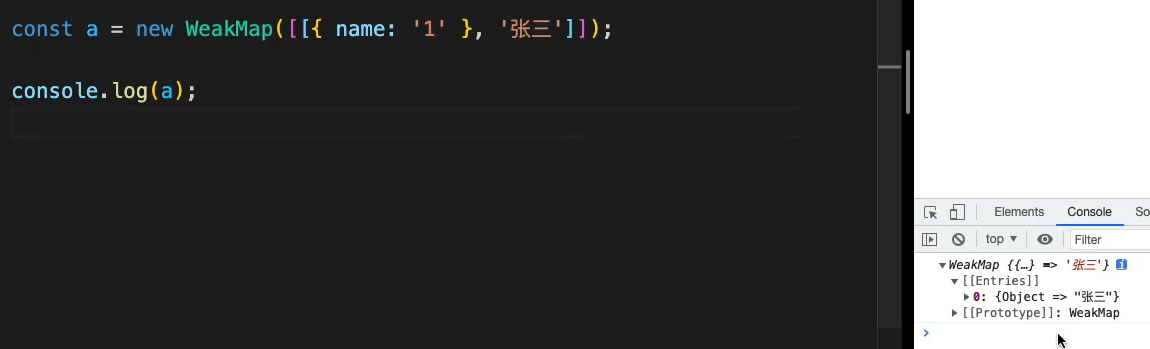 const a = new WeakMap([[{ name: '1' }, '张三']]);
console.log(a);
Elements Console So
top ▼ Filter
▼WeakMap {{…} => '张三'} i
▼[[Entries]]
▶0: {Object => "张三"}
▶[[Prototype]]: WeakMap
>